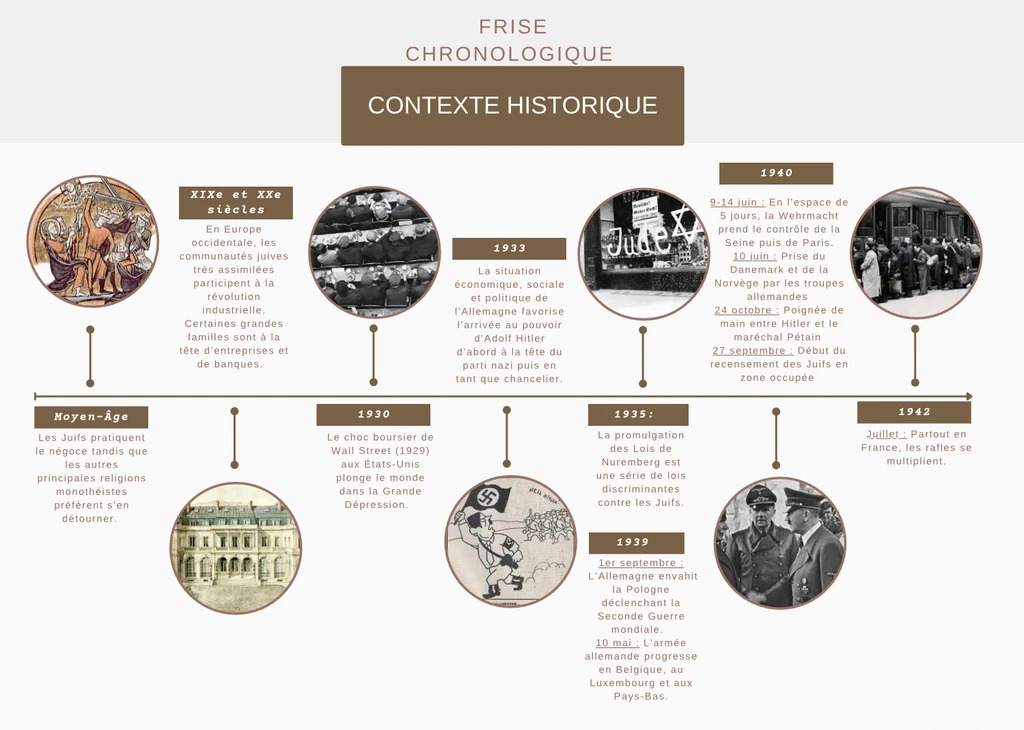 FRISE
CHRONOLOGIQUE
CONTEXTE HISTORIQUE
Moyen-Âge
Les Juifs pratiquent
le négoce tandis que
les autres
principales religions
monothéistes
préfèrent s'en
détourner.
XIXe et XXe
siècles
En Europe
occidentale, les
communautés juives
très assimilées
participent à la
révolution
industrielle.
Certaines grandes
familles sont à la
tête d'entreprises et
de banques.
1930
Le choc boursier de
Wall Street (1929)
aux États-Unis
plonge le monde
dans la Grande
Dépression.
1933
La situation
économique, sociale
et politique de
l'Allemagne favorise
l'arrivée au pouvoir
d'Adolf Hitler
d'abord à la tête du
parti nazi puis en
tant que chancelier.
HEIL HITLER!
1935:
La promulgation
des Lois de
Nuremberg est
une série de lois
discriminantes
contre les Juifs.
Jude
1939
1er septembre :
L'Allemagne envahit
la Pologne
déclenchant la
Seconde Guerre
mondiale.
10 mai : L'armée
allemande progresse
en Belgique, au
Luxembourg et aux
Pays-Bas.
1940
9-14 juin : En l'espace de
5 jours, la Wehrmacht
prend le contrôle de la
Seine puis de Paris.
10 juin : Prise du
Danemark et de la
Norvège par les troupes
allemandes
24 octobre : Poignée de
main entre Hitler et le
maréchal Pétain
27 septembre : Début du
recensement des Juifs en
zone occupée
1942
Juillet : Partout en
France, les rafles se
multiplient.